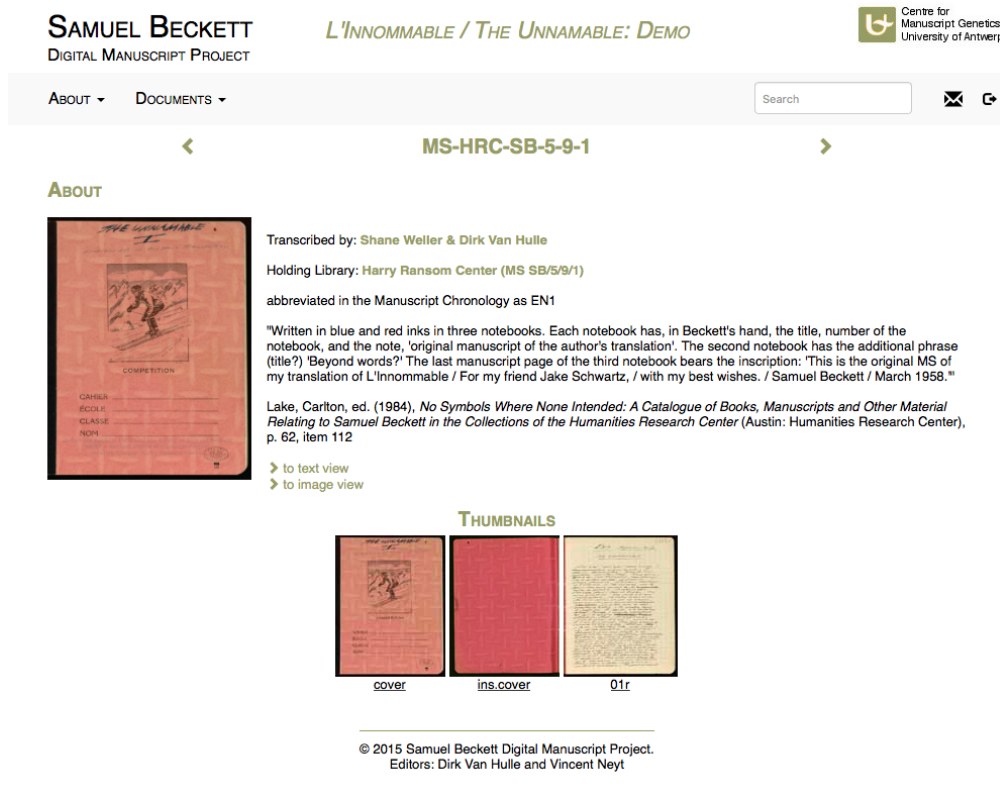 SAMUEL BECKETT
DIGITAL MANUSCRIPT PROJECT
L'INNOMMABLE / THE UNNAMABLE: DEMO
Centre for
Manuscript Genetics
University of Antwerp
ABOUT
DOCUMENTS
Search
MS-HRC-SB-5-9-1
ABOUT
THE UNNAMABLE
I
COMPETITION
CAHIER
ÉCOLE
CLASSE
NOM
Transcribed by: Shane Weller & Dirk Van Hulle
Holding Library: Harry Ransom Center (MS SB/5/9/1)
abbreviated in the Manuscript Chronology as EN1
"Written in blue and red inks in three notebooks. Each notebook has, in Beckett's hand, the title, number of the
notebook, and the note, 'original manuscript of the author's translation'. The second notebook has the additional phrase
(title?) 'Beyond words?' The last manuscript page of the third notebook bears the inscription: 'This is the original MS of
my translation of L'Innommable / For my friend Jake Schwartz, / with my best wishes. / Samuel Beckett / March 1958.'"
Lake, Carlton, ed. (1984), No Symbols Where None Intended: A Catalogue of Books, Manuscripts and Other Material
Relating to Samuel Beckett in the Collections of the Humanities Research Center (Austin: Humanities Research Center),
p. 62, item 112
to text view
to image view
THUMBNAILS
cover
ins.cover
01r
© 2015 Samuel Beckett Digital Manuscript Project.
Editors: Dirk Van Hulle and Vincent Neyt